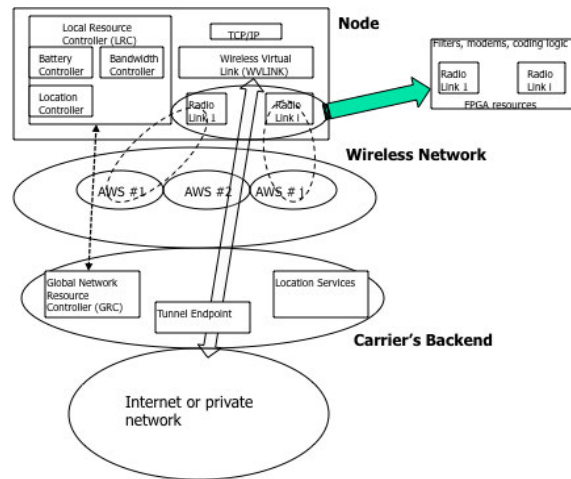 Node
Local Resource
Controller (LRC)
Battery
Controller
Bandwidth
Controller
Location
Controller
TCP/IP
Wireless Virtual
Link (WVLINK)
Radio
Link 1
Radio
Link i
Filters, modems, coding logic
Radio
Link 1
Radio
Link i
FPGA resources
Wireless Network
AWS #1
AWS #2
AWS # j
Global Network
Resource
Controller (GRC)
Tunnel Endpoint
Location Services
Carrier's Backend
Internet or private
network